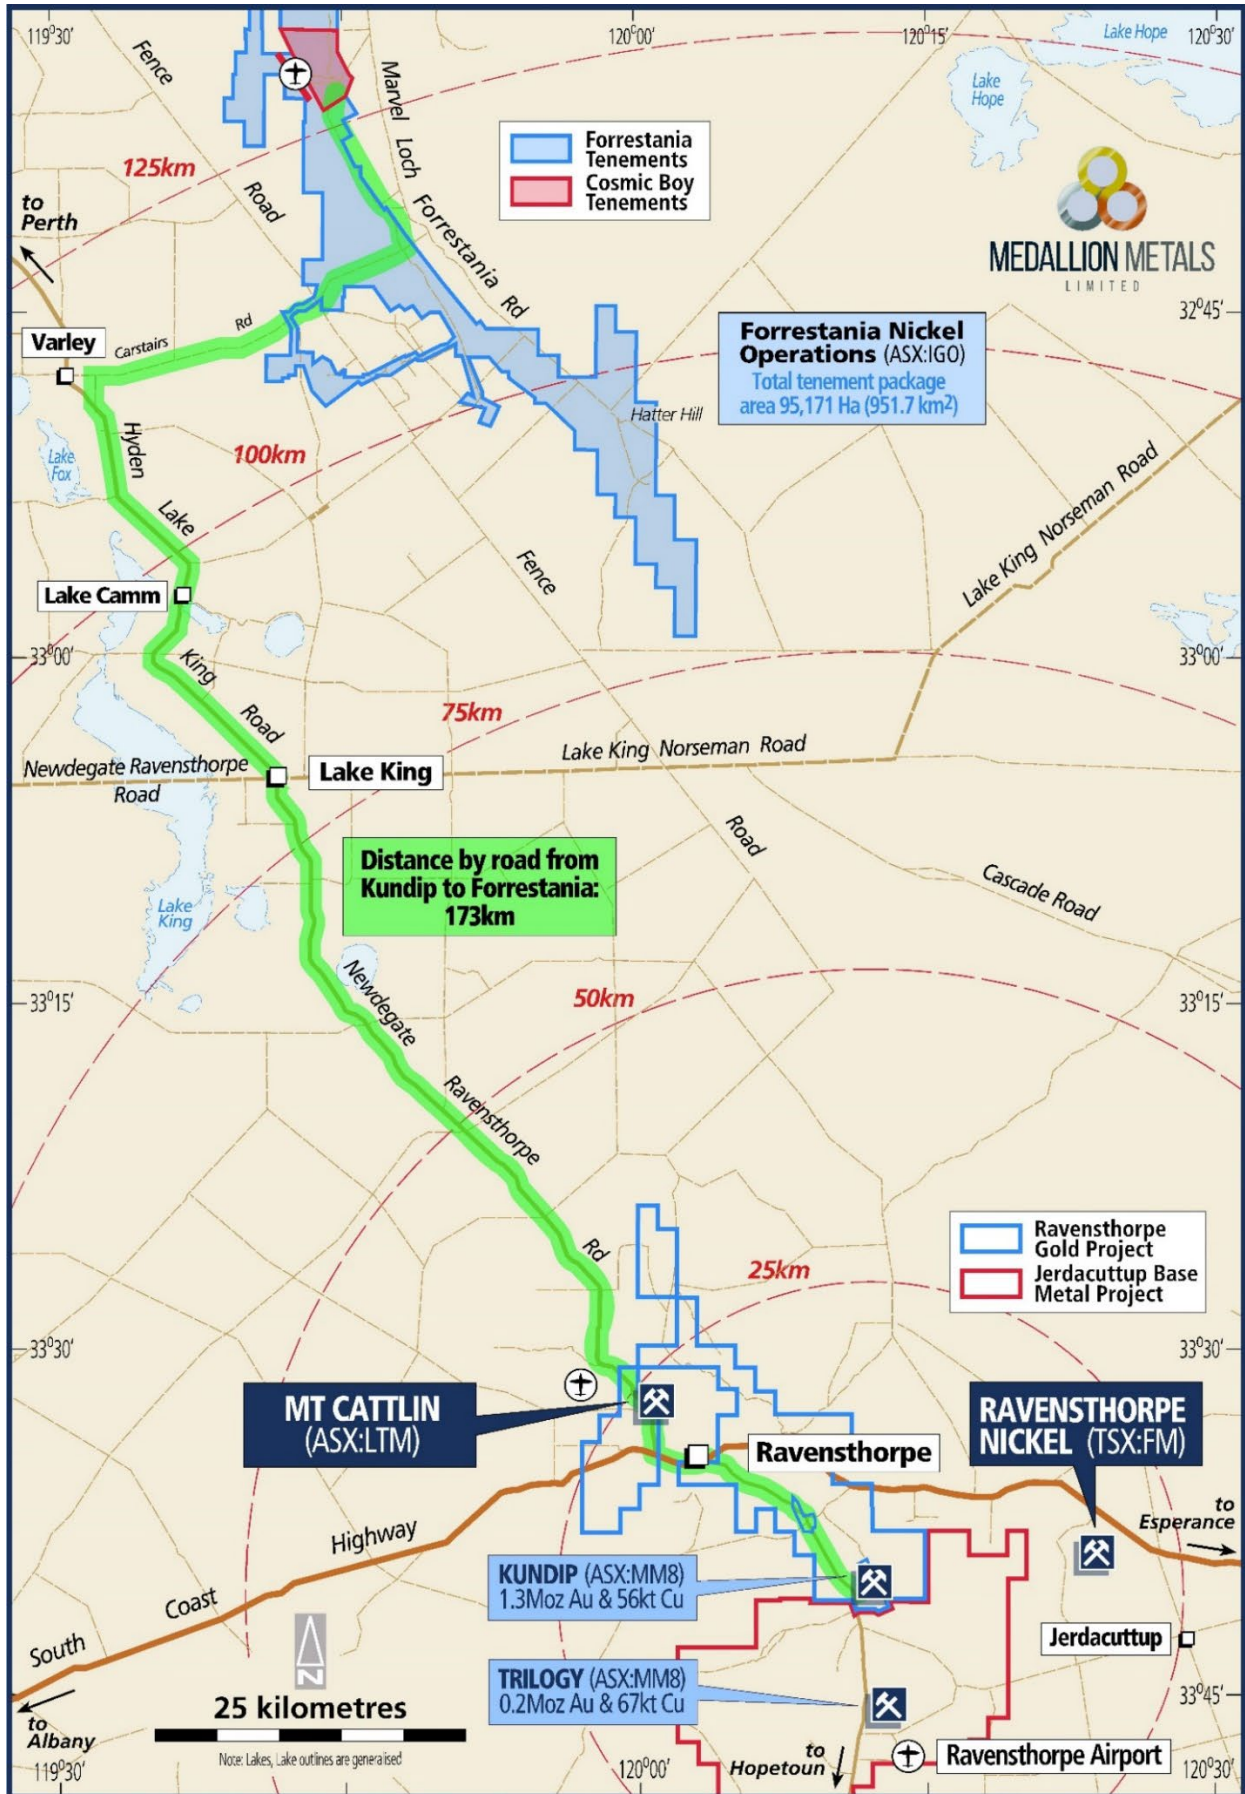 119°30'
120°00'
120°15'
120°30'
Lake Hope
Lake
Hope
Fence
Road
Marvel Loch Forrestania Rd
Forrestania
Tenements
Cosmic Boy
Tenements
125km
to
Perth
MEDALLION METALS
LIMITED
32°45'
Forrestania Nickel
Operations (ASX:IGO)
Total tenement package
area 95,171 Ha (951.7 km²)
Varley
Carstairs Rd
Hatter Hill
Hyden
Lake
Fox
100km
Lake
Fence
Lake King Norseman Road
Lake Camm
33°00'
33°00'
King
Road
75km
Newdegate Ravensthorpe
Road
Lake King
Lake King Norseman Road
Road
Distance by road from
Kundip to Forrestania:
173km
Cascade Road
Lake
King
Newdegate
50km
33°15'
33°15'
Ravensthorpe
Rd
Ravensthorpe
Gold Project
Jerdacuttup Base
Metal Project
25km
33°30'
33°30'
MT CATTLIN
(ASX:LTM)
RAVENSTHORPE
NICKEL (TSX:FM)
Ravensthorpe
to
Esperance
Highway
Coast
South
KUNDIP (ASX:MM8)
1.3Moz Au & 56kt Cu
Jerdacuttup
N
TRILOGY (ASX:MM8)
0.2Moz Au & 67kt Cu
33°45'
25 kilometres
Note: Lakes, Lake outlines are generalised
to
Albany
to
Hopetoun
Ravensthorpe Airport
119°30'
120°00'
120°30'